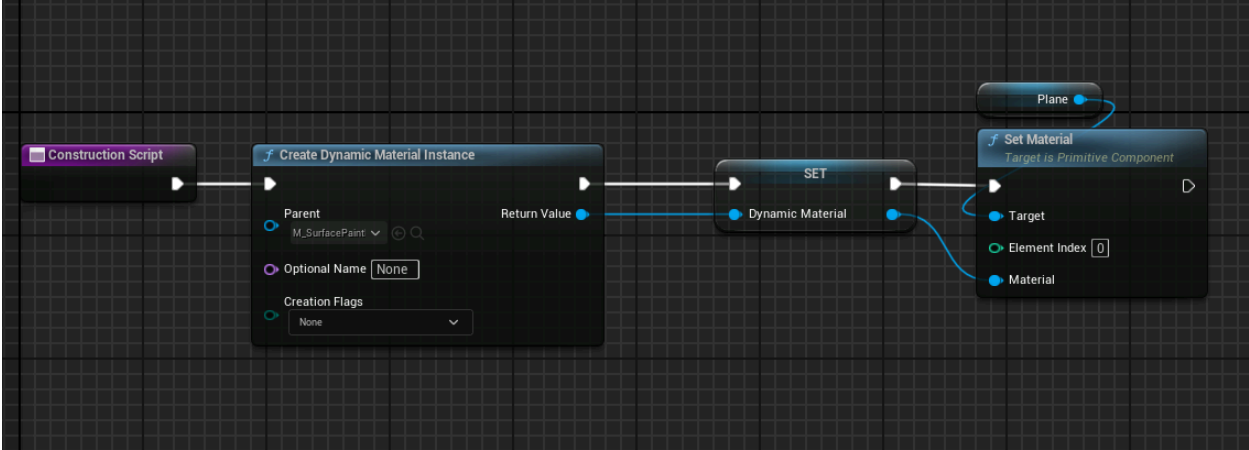 Plane
Construction Script
f Create Dynamic Material Instance
SET
f Set Material
Target is Primitive Component
Parent
M_SurfacePaint
Return Value
Dynamic Material
Target
Optional Name None
Element Index 0
Creation Flags
None
Material